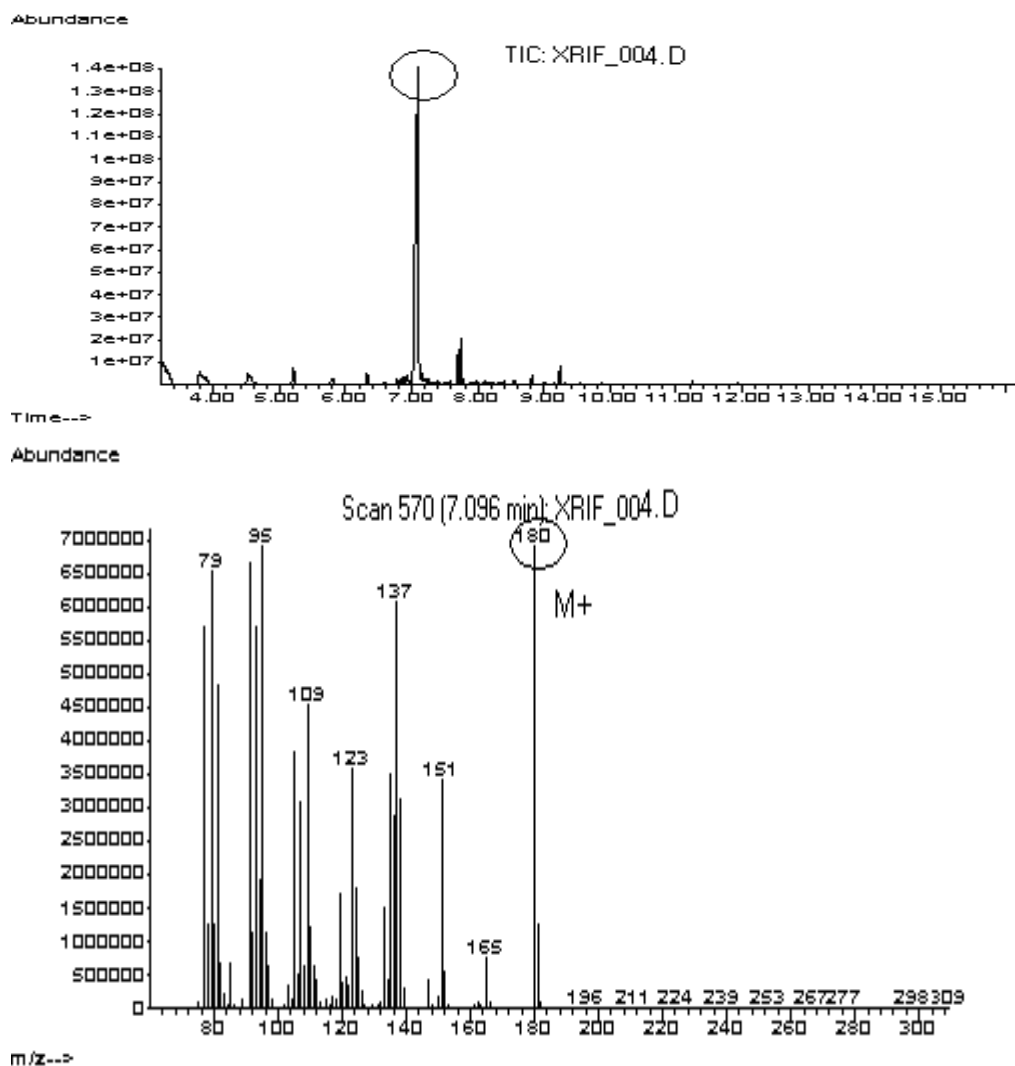 Abundance
TIC: XRIF_004.D
1.4e+08
1.3e+08
1.2e+08
1.1e+08
1e+08
9e+07
8e+07
7e+07
6e+07
5e+07
4e+07
3e+07
2e+07
1e+07
4.00 5.00 6.00 7.00 8.00 9.00 10.00 11.00 12.00 13.00 14.00 15.00
Time-->
Abundance
Scan 570 (7.096 min): XRIF_004.D
7000000
6500000
6000000
5500000
5000000
4500000
4000000
3500000
3000000
2500000
2000000
1500000
1000000
500000
0
79 95 109 123 137 151 165 180
M+
196 211 224 239 253 267 277 298 309
80 100 120 140 160 180 200 220 240 260 280 300
m/z-->